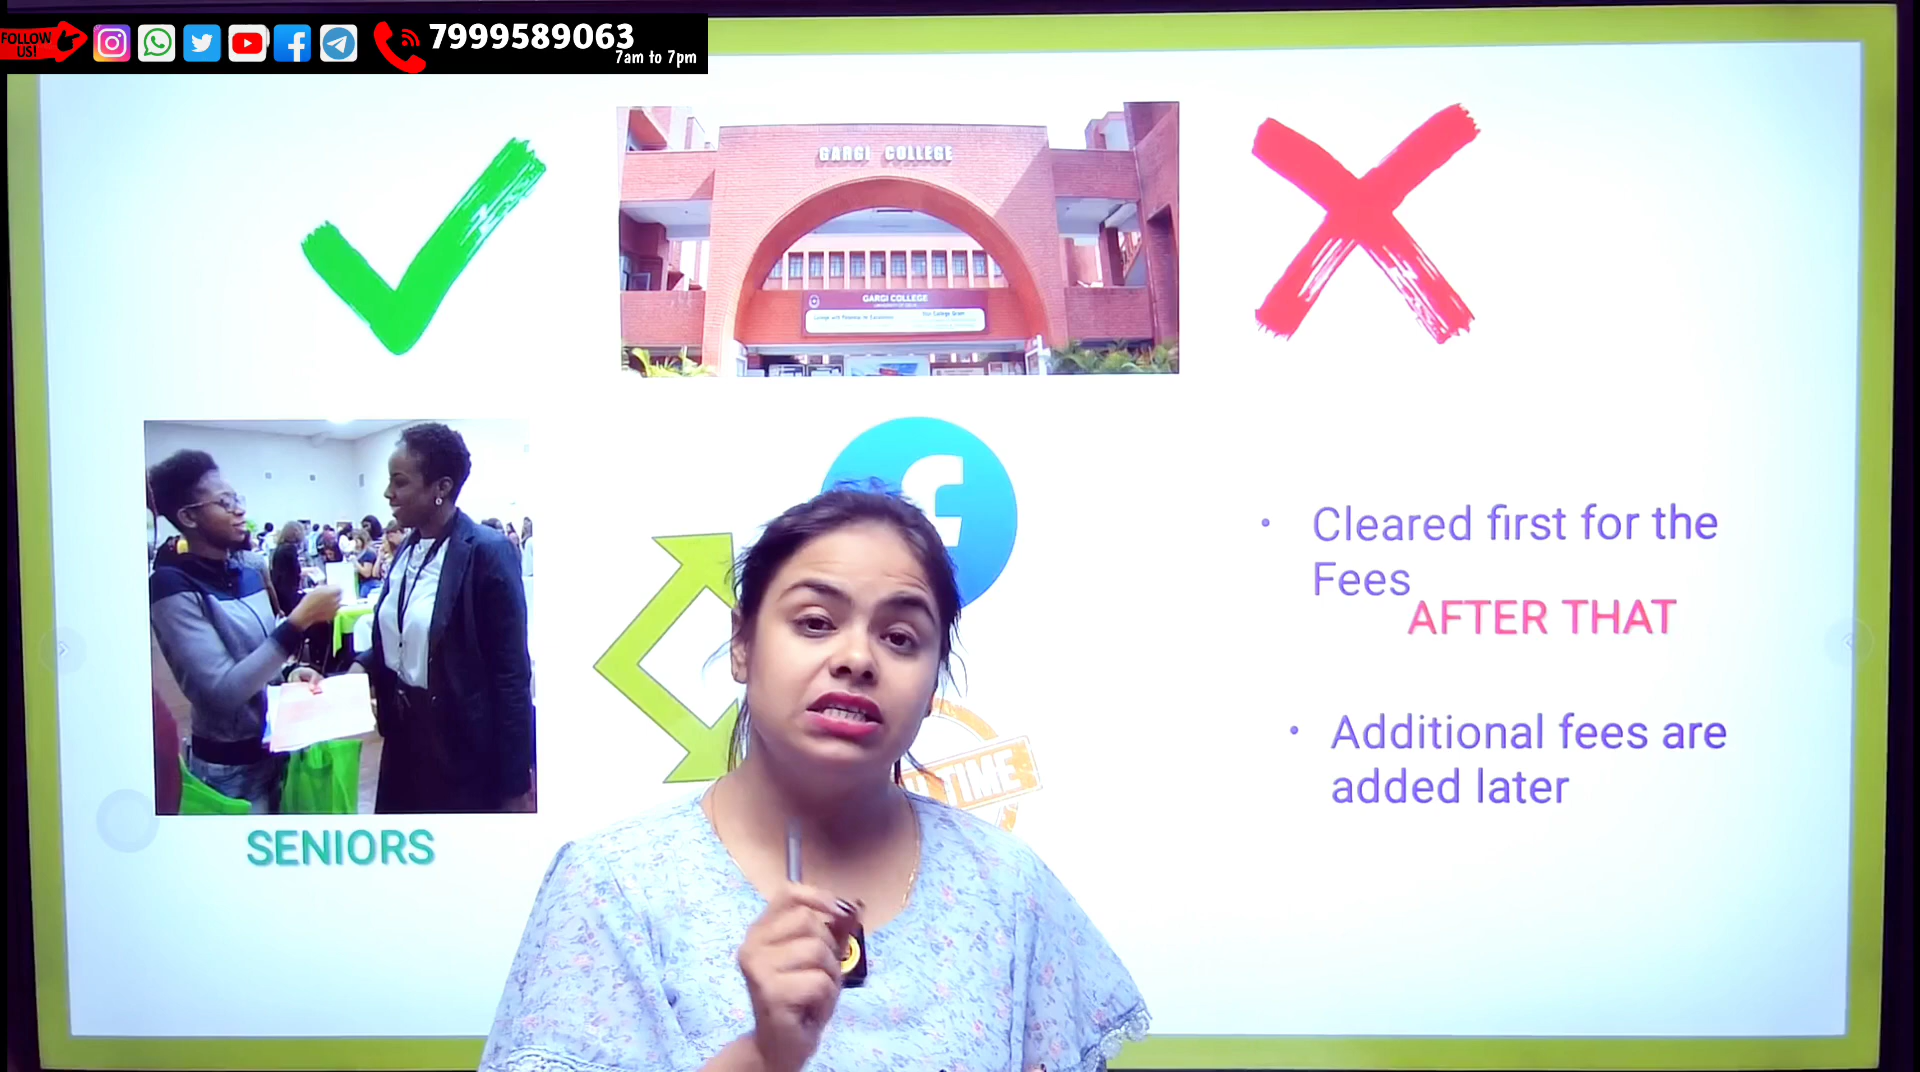 FOLLOW
US!
7999589063
7am to 7pm
GARGI COLLEGE
GARGI COLLEGE
Cleared first for the
Fees
AFTER THAT
TIME
Additional fees are
added later
SENIORS